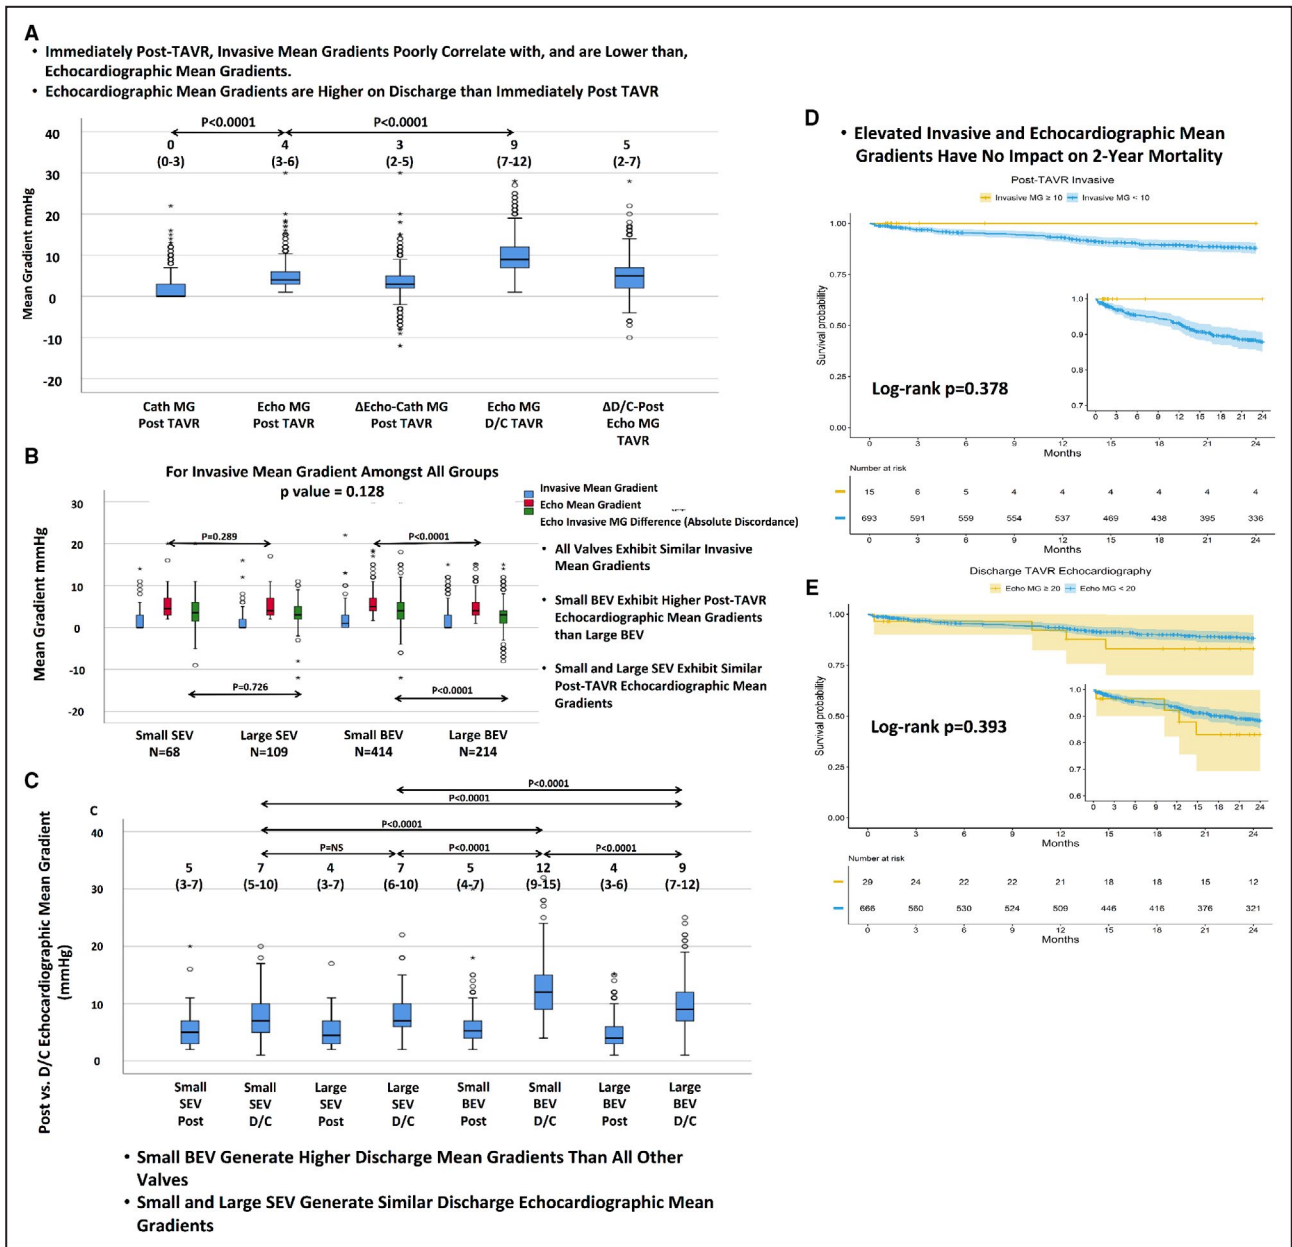 A
• Immediately Post-TAVR, Invasive Mean Gradients Poorly Correlate with, and are Lower than,
Echocardiographic Mean Gradients.
• Echocardiographic Mean Gradients are Higher on Discharge than Immediately Post TAVR
P<0.0001 P<0.0001
0 4 3 9 5
(0-3) (3-6) (2-5) (7-12) (2-7)
Mean Gradient mmHg
40
30
20
10
0
-10
-20
Cath MG Echo MG ΔEcho-Cath MG Echo MG ΔD/C-Post
Post TAVR Post TAVR Post TAVR D/C TAVR Echo MG
TAVR
B
For Invasive Mean Gradient Amongst All Groups
p value = 0.128
Invasive Mean Gradient
Echo Mean Gradient
Echo Invasive MG Difference (Absolute Discordance)
Mean Gradient mmHg
30
20
10
0
-10
-20
P=0.289 P<0.0001
P=0.726 P<0.0001
Small SEV Large SEV Small BEV Large BEV
N=68 N=109 N=414 N=214
• All Valves Exhibit Similar Invasive
Mean Gradients
• Small BEV Exhibit Higher Post-TAVR
Echocardiographic Mean Gradients
than Large BEV
• Small and Large SEV Exhibit Similar
Post-TAVR Echocardiographic Mean
Gradients
C
C
P<0.0001
P<0.0001
P<0.0001
P=NS P<0.0001 P<0.0001
5 7 4 7 5 12 4 9
(3-7) (5-10) (3-7) (6-10) (4-7) (9-15) (3-6) (7-12)
Post vs. D/C Echocardiographic Mean Gradient
(mmHg)
40
30
20
10
0
Small Small Large Large Small Small Large Large
SEV SEV SEV SEV BEV BEV BEV BEV
Post D/C Post D/C Post D/C Post D/C
• Small BEV Generate Higher Discharge Mean Gradients Than All Other
Valves
• Small and Large SEV Generate Similar Discharge Echocardiographic Mean
Gradients
D
• Elevated Invasive and Echocardiographic Mean
Gradients Have No Impact on 2-Year Mortality
Post-TAVR Invasive
Invasive MG ≥ 10 Invasive MG < 10
Survival probability
1.00
0.75
0.50
0.25
0.00
1.0
0.9
0.8
0.7
0 3 6 9 12 15 18 21 24
Log-rank p=0.378
0 3 6 9 12 15 18 21 24
Months
Number at risk
15 6 5 4 4 4 4 4 4
693 591 559 554 537 469 438 395 336
0 3 6 9 12 15 18 21 24
Months
E
Discharge TAVR Echocardiography
Echo MG ≥ 20 Echo MG < 20
Survival probability
1.00
0.75
0.50
0.25
0.00
1.0
0.9
0.8
0.7
0.6
0 3 6 9 12 15 18 21 24
Log-rank p=0.393
0 3 6 9 12 15 18 21 24
Months
Number at risk
29 24 22 22 21 18 18 15 12
666 560 530 524 509 446 416 376 321
0 3 6 9 12 15 18 21 24
Months